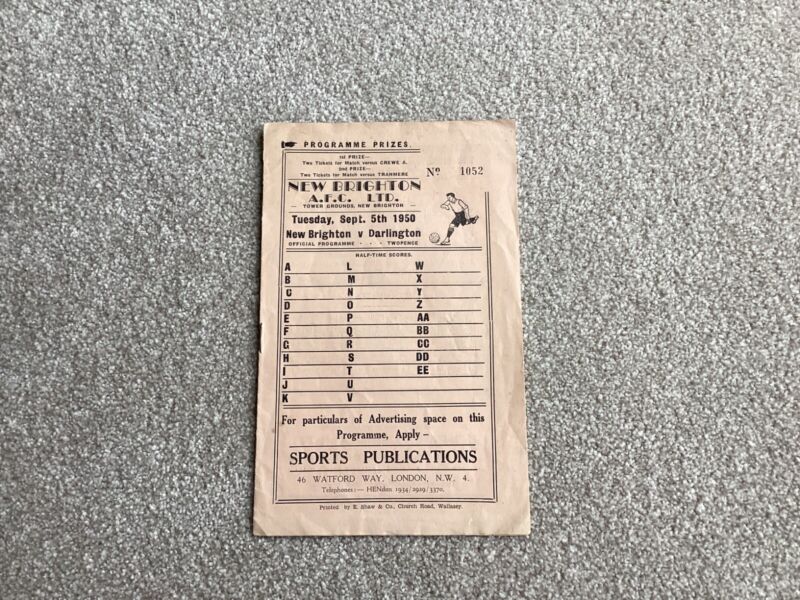 PROGRAMME PRIZES.
1st PRIZE—
Two Tickets for Match versus CREWE A.
2nd PRIZE—
Two Tickets for Match versus TRANMERE
Nº 1052
NEW BRIGHTON
A.F.C. LTD.
— TOWER GROUNDS, NEW BRIGHTON —
Tuesday, Sept. 5th 1950
New Brighton v Darlington
OFFICIAL PROGRAMME - - - TWOPENCE
HALF-TIME SCORES.
A L W
B M X
C N Y
D O Z
E P AA
F Q BB
G R CC
H S DD
I T EE
J U
K V
For particulars of Advertising space on this
Programme, Apply —
SPORTS PUBLICATIONS
46 WATFORD WAY, LONDON, N.W. 4.
Telephones:— HENdon 1934/2929/3370.
Printed by E. Shaw & Co., Church Road, Wallasey.